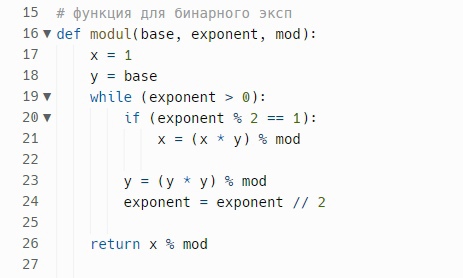 15 # функция для бинарного эксп
16 def modul(base, exponent, mod):
17     x = 1
18     y = base
19     while (exponent > 0):
20         if (exponent % 2 == 1):
21             x = (x * y) % mod
22
23         y = (y * y) % mod
24         exponent = exponent // 2
25
26     return x % mod
27